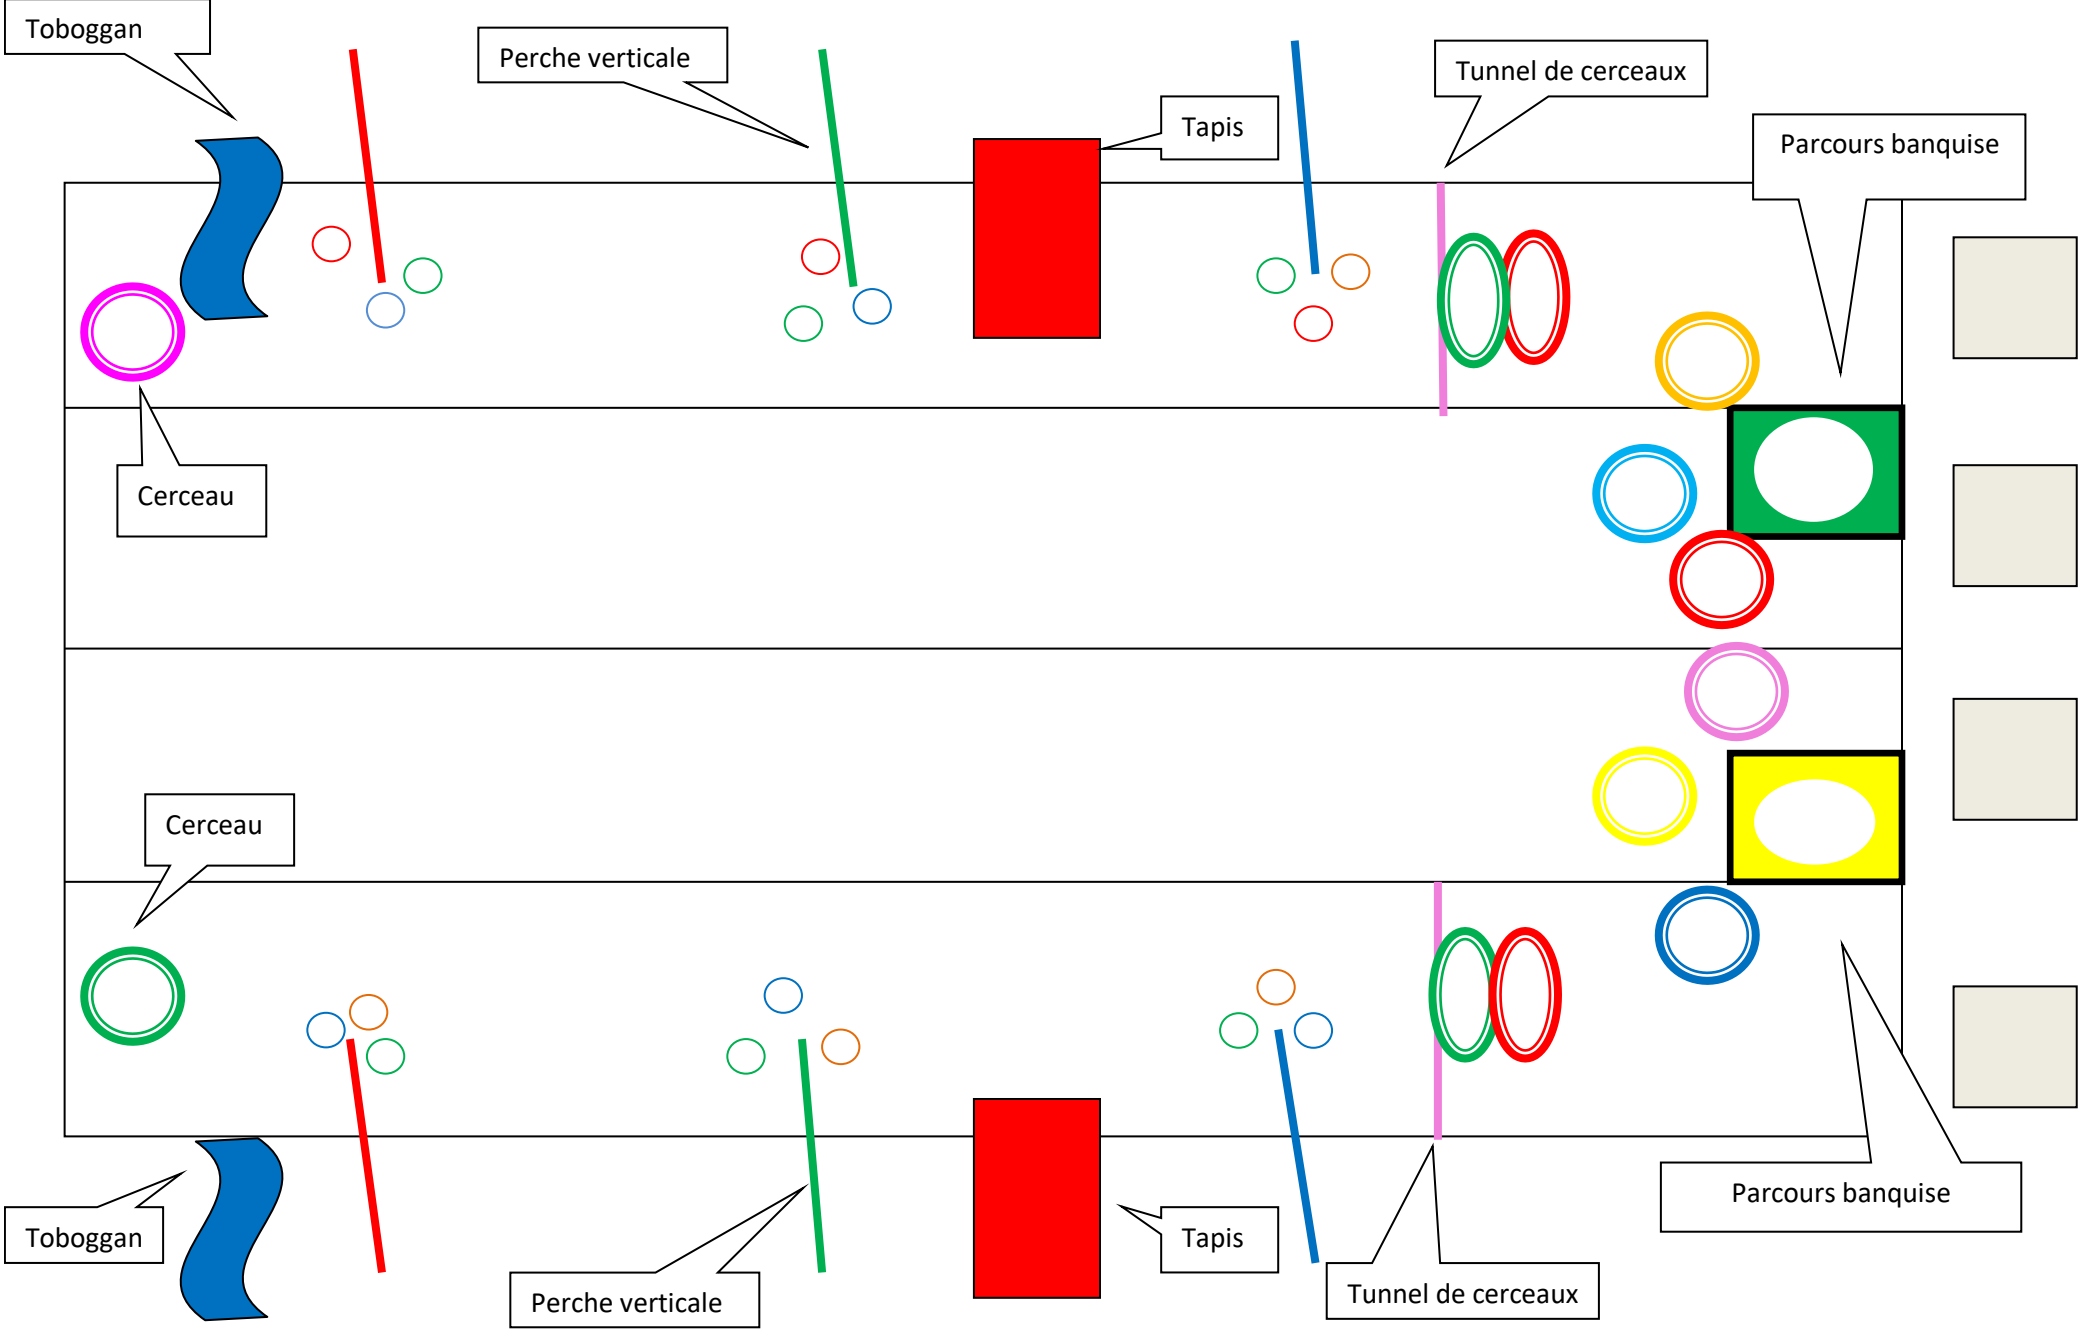 Toboggan
Perche verticale
Tunnel de cerceaux
Tapis
Parcours banquise
Cerceau
Cerceau
Parcours banquise
Toboggan
Tapis
Perche verticale
Tunnel de cerceaux